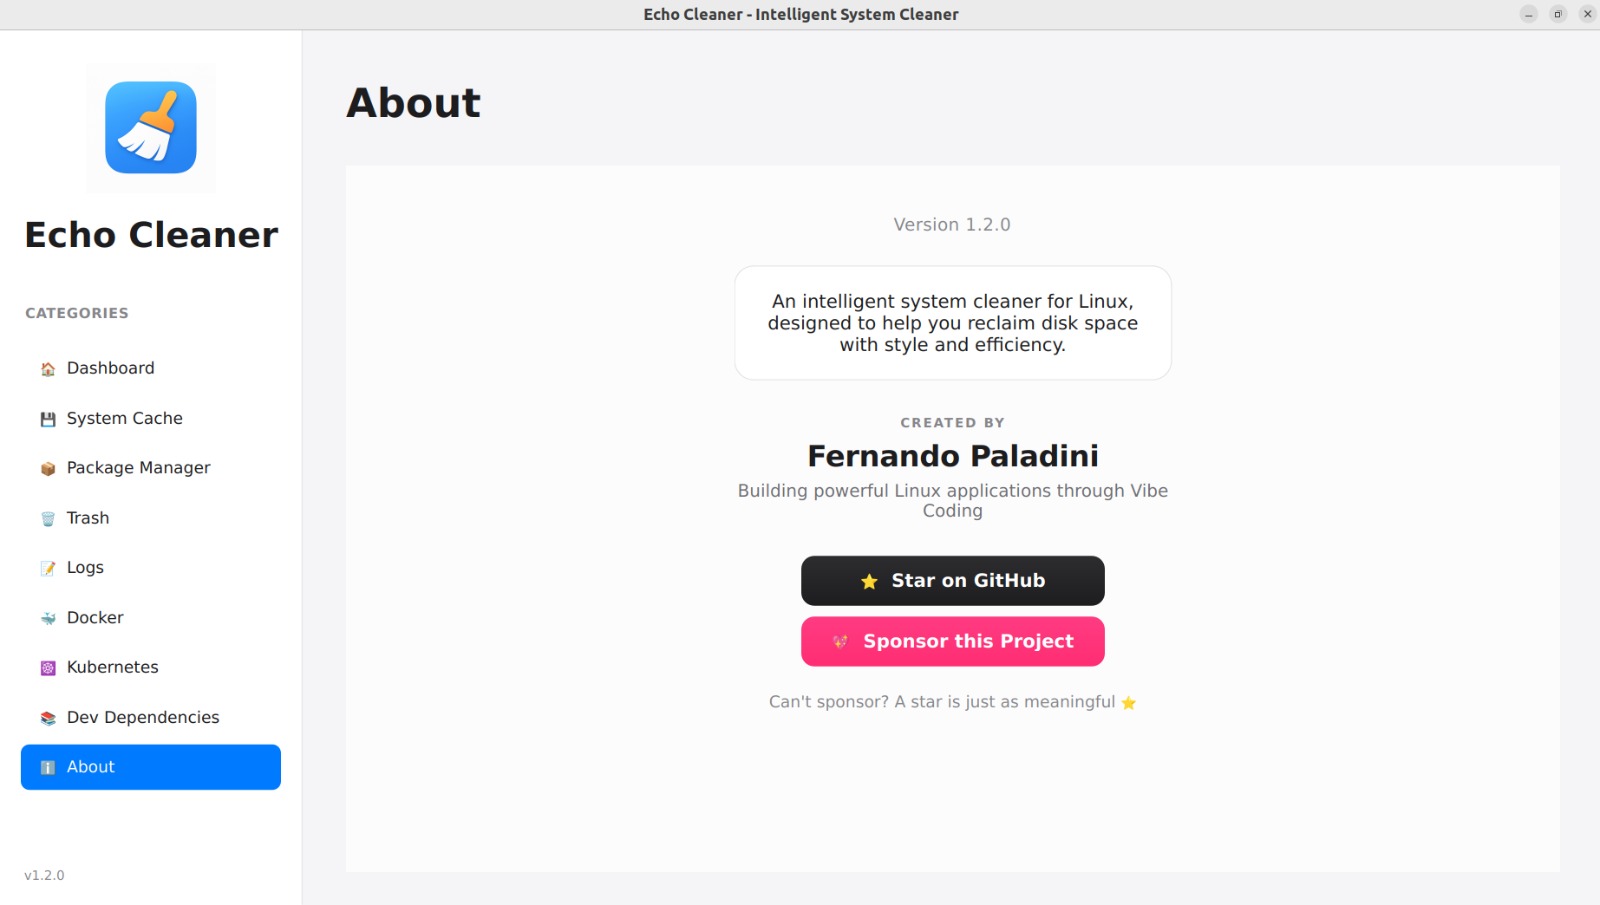 Echo Cleaner - Intelligent System Cleaner
Echo Cleaner
CATEGORIES
Dashboard
System Cache
Package Manager
Trash
Logs
Docker
Kubernetes
Dev Dependencies
About
v1.2.0
About
Version 1.2.0
An intelligent system cleaner for Linux,
designed to help you reclaim disk space
with style and efficiency.
CREATED BY
Fernando Paladini
Building powerful Linux applications through Vibe
Coding
Star on GitHub
Sponsor this Project
Can't sponsor? A star is just as meaningful ⭐